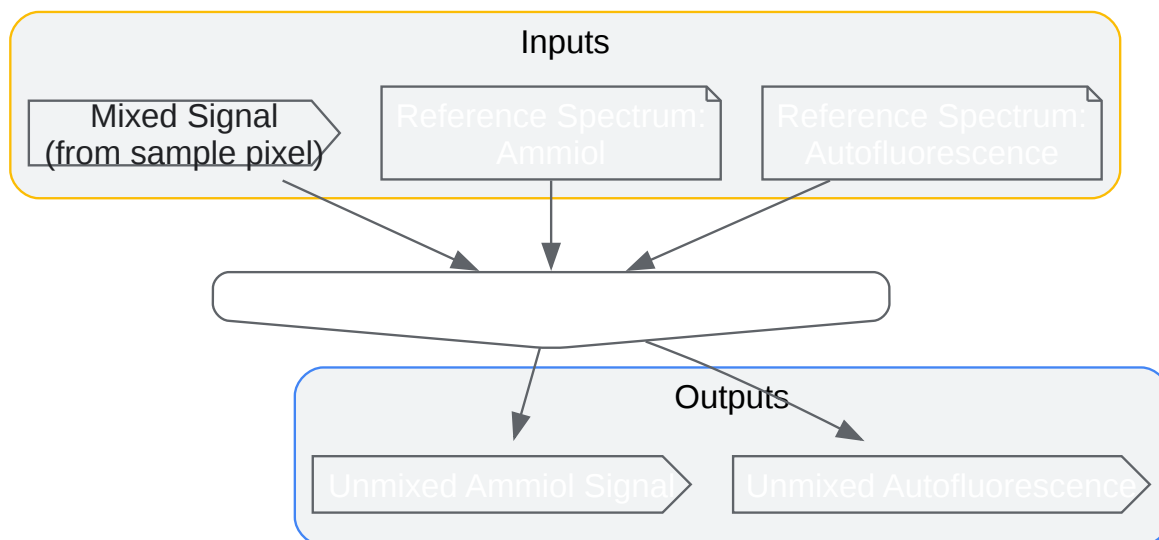 Inputs
Mixed Signal
(from sample pixel)
Reference Spectrum:
Ammiol
Reference Spectrum:
Autofluorescence
Outputs
Unmixed Ammiol Signal
Unmixed Autofluorescence